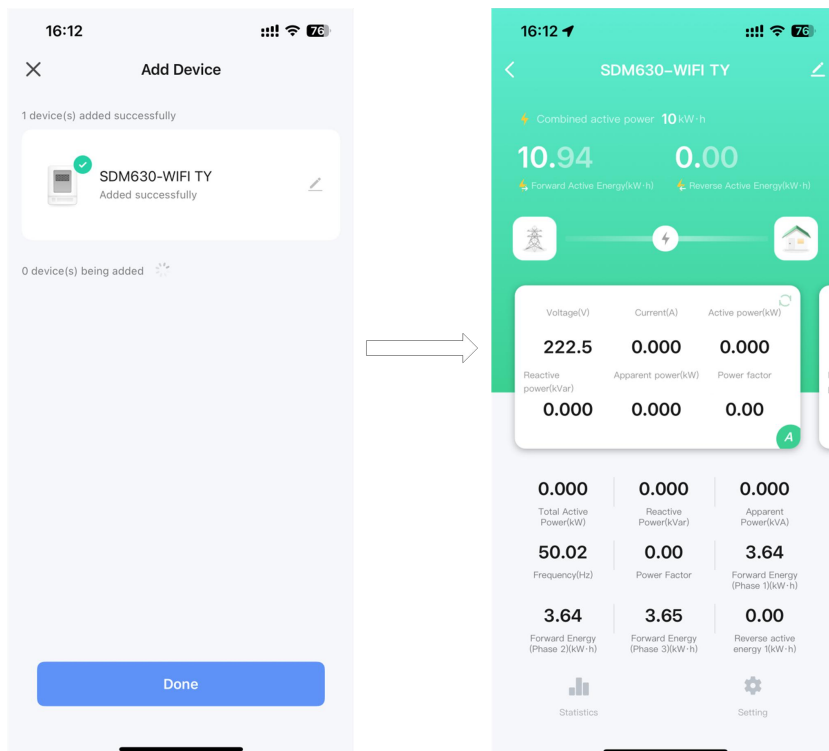 16:12
76
Add Device
1 device(s) added successfully
SDM630-WIFI TY
Added successfully
0 device(s) being added
Done
16:12
76
SDM630-WIFI TY
Combined active power 10 kW·h
10.94 0.00
Forward Active Energy(kW·h) Reverse Active Energy(kW·h)
Voltage(V) Current(A) Active power(kW)
222.5 0.000 0.000
Reactive power(kVar) Apparent power(kW) Power factor
0.000 0.000 0.00
A
0.000 0.000 0.000
Total Active Reactive Apparent
Power(kW) Power(kVar) Power(kVA)
50.02 0.00 3.64
Frequency(Hz) Power Factor Forward Energy
(Phase 1)(kW·h)
3.64 3.65 0.00
Forward Energy Forward Energy Reverse active
(Phase 2)(kW·h) (Phase 3)(kW·h) energy 1(kW·h)
Statistics Setting